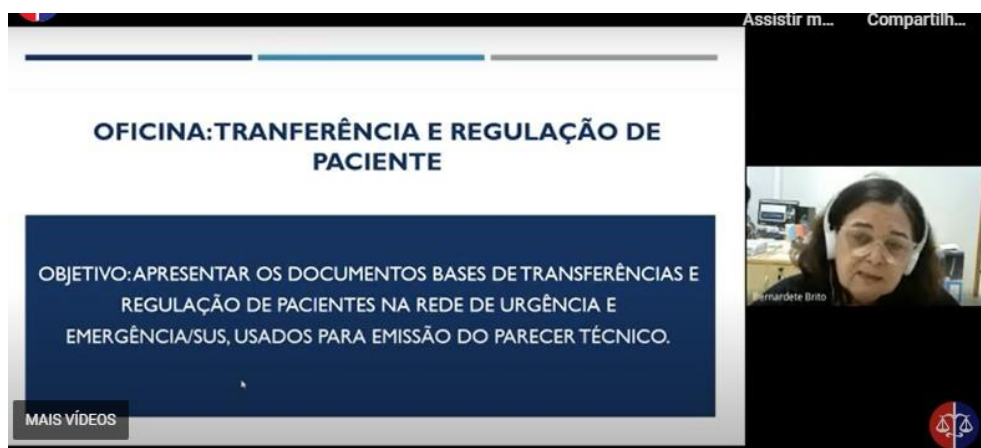 Assistir m... Compartilh...
OFICINA:TRANFERÊNCIA E REGULAÇÃO DE
PACIENTE
OBJETIVO:APRESENTAR OS DOCUMENTOS BASES DE TRANSFERÊNCIAS E
REGULAÇÃO DE PACIENTES NA REDE DE URGÊNCIA E
EMERGÊNCIA/SUS, USADOS PARA EMISSÃO DO PARECER TÉCNICO.
Bernardete Brito
MAIS VÍDEOS